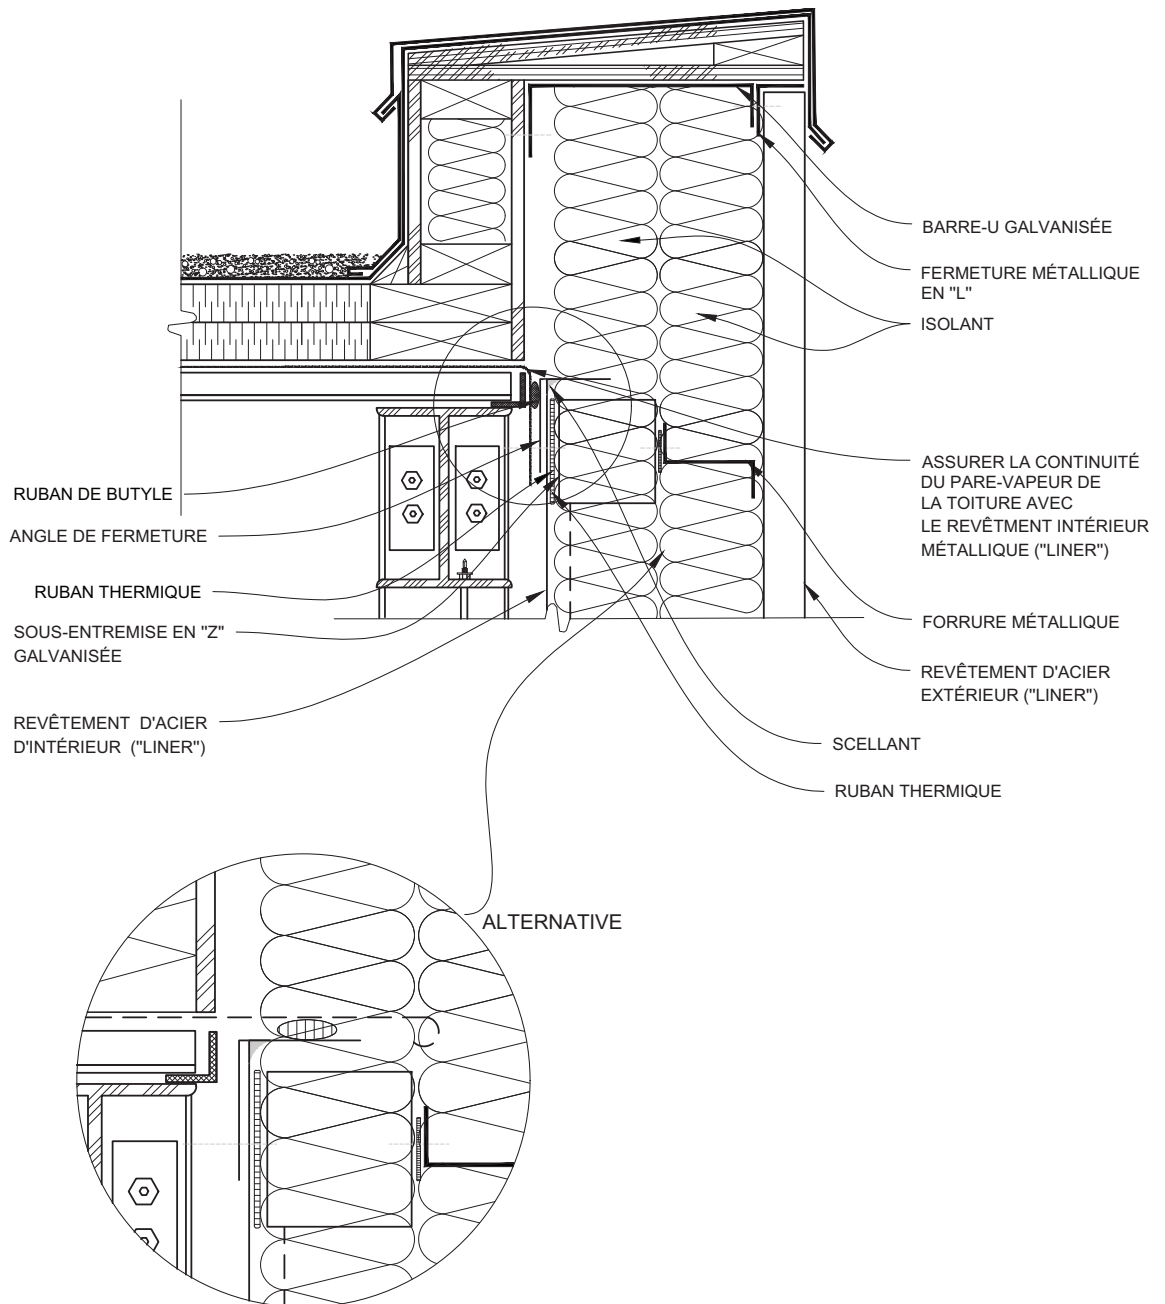 BARRE-U GALVANISÉE
FERMETURE MÉTALLIQUE
EN "L"
ISOLANT
ASSURER LA CONTINUITÉ
DU PARE-VAPEUR DE
LA TOITURE AVEC
LE REVÊTMENT INTÉRIEUR
MÉTALLIQUE ("LINER")
FORRURE MÉTALLIQUE
REVÊTEMENT D'ACIER
EXTÉRIEUR ("LINER")
SCELLANT
RUBAN THERMIQUE
RUBAN DE BUTYLE
ANGLE DE FERMETURE
RUBAN THERMIQUE
SOUS-ENTREMISE EN "Z"
GALVANISÉE
REVÊTEMENT D'ACIER
D'INTÉRIEUR ("LINER")
ALTERNATIVE